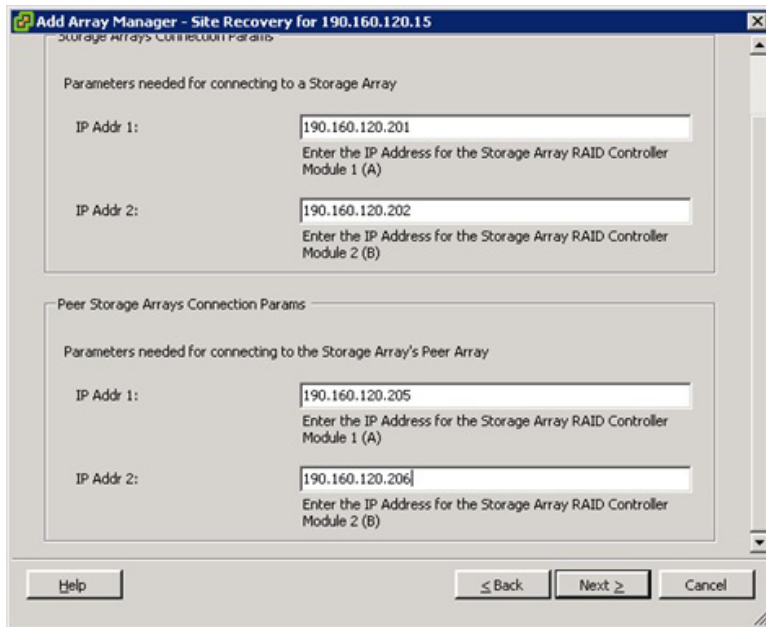 Add Array Manager - Site Recovery for 190.160.120.15
Storage Arrays Connection Params
Parameters needed for connecting to a Storage Array
IP Addr 1:
190.160.120.201
Enter the IP Address for the Storage Array RAID Controller
Module 1 (A)
IP Addr 2:
190.160.120.202
Enter the IP Address for the Storage Array RAID Controller
Module 2 (B)
Peer Storage Arrays Connection Params
Parameters needed for connecting to the Storage Array's Peer Array
IP Addr 1:
190.160.120.205
Enter the IP Address for the Storage Array RAID Controller
Module 1 (A)
IP Addr 2:
190.160.120.206
Enter the IP Address for the Storage Array RAID Controller
Module 2 (B)
Help
< Back
Next >
Cancel